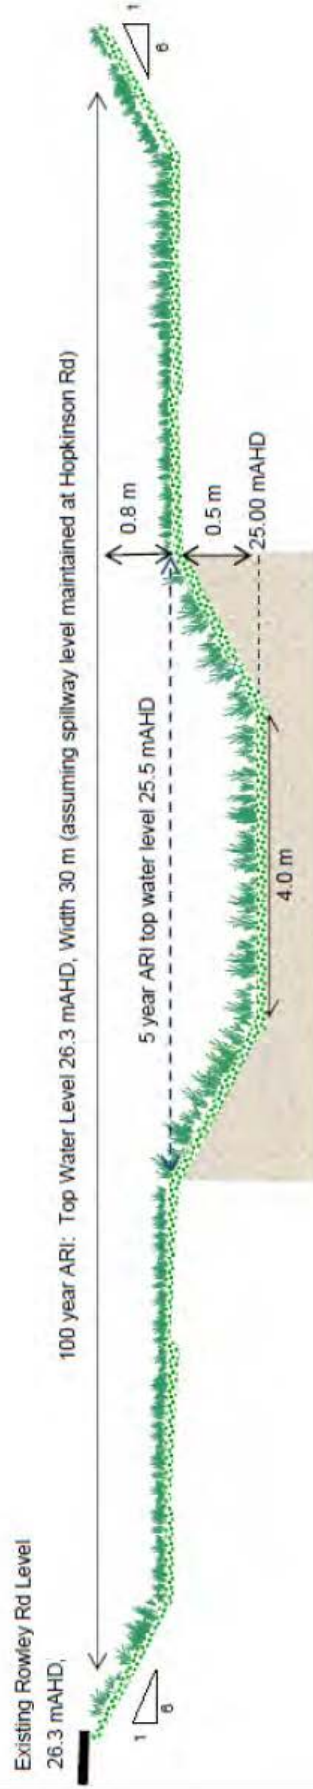 Existing Rowley Rd Level
26.3 mAHD,
100 year ARI: Top Water Level 26.3 mAHD, Width 30 m (assuming spillway level maintained at Hopkinson Rd)
1
6
5 year ARI top water level 25.5 mAHD
0.8 m
0.5 m
25.00 mAHD
4.0 m
1
6